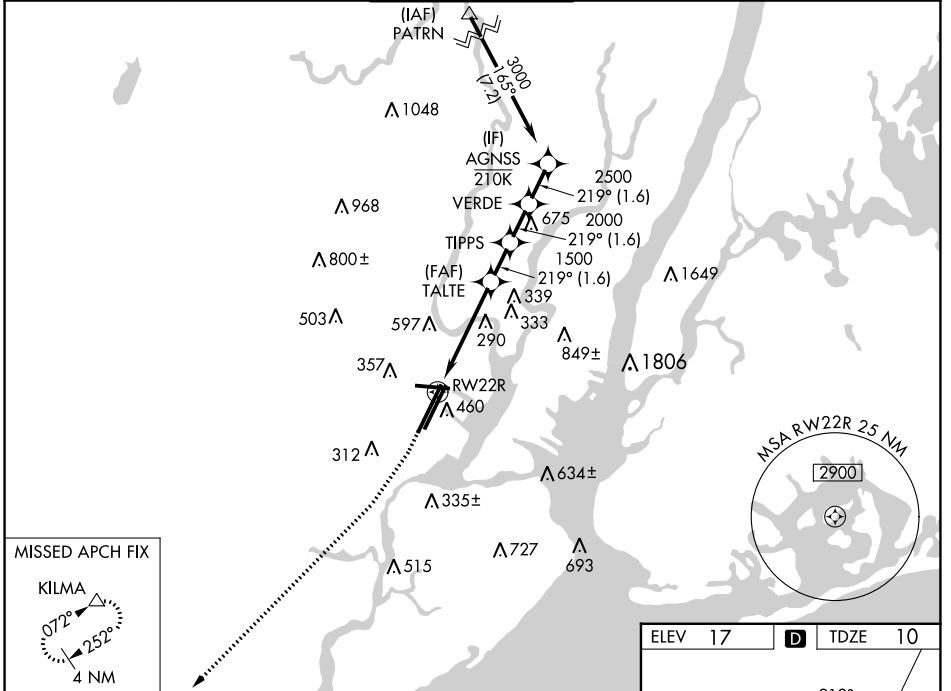 (IAF)
PATRN
3000
165°
(7.2)
1048
(IF)
AGNSS
210K
2500
219° (1.6)
VERDE
968
675
2000
219° (1.6)
TIPPS
1500
219° (1.6)
800±
(FAF)
TALTE
1649
339
503
597
290
333
849±
357
1806
RW22R
460
MSA RW22R 25 NM
2900
312
634±
335±
727
693
515
MISSED APCH FIX
KILMA
072°
252°
4 NM
ELEV 17 D TDZE 10